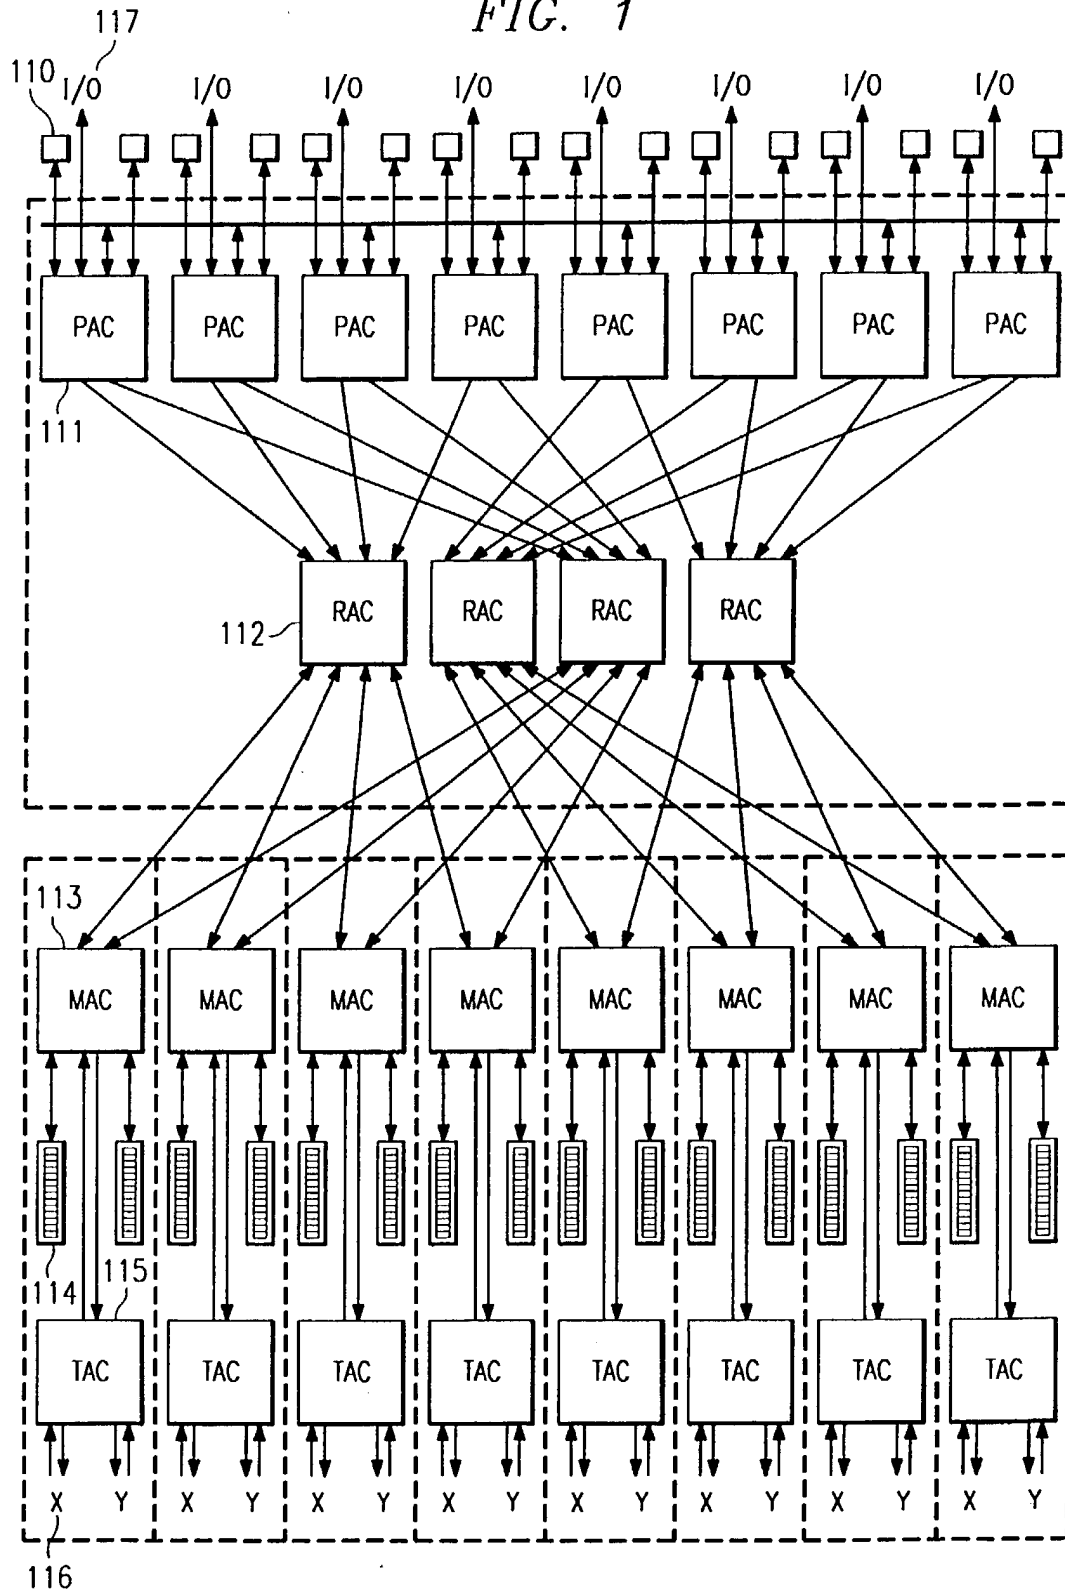 FIG. 1
117
110
I/O I/O I/O I/O I/O I/O I/O I/O
PAC PAC PAC PAC PAC PAC PAC PAC
111
RAC RAC RAC RAC
112
113
MAC MAC MAC MAC MAC MAC MAC MAC
114
115
TAC TAC TAC TAC TAC TAC TAC TAC
X Y X Y X Y X Y X Y X Y X Y X Y
116